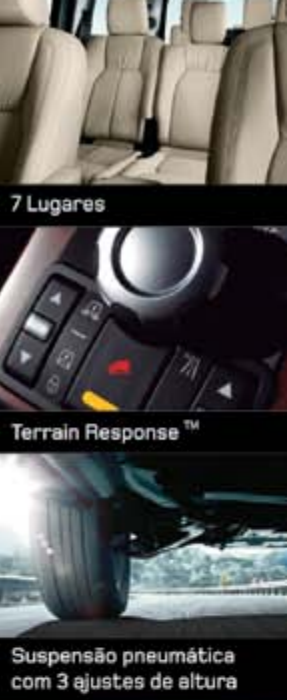 7 Lugares
Terrain Response ™
Suspensão pneumática
com 3 ajustes de altura